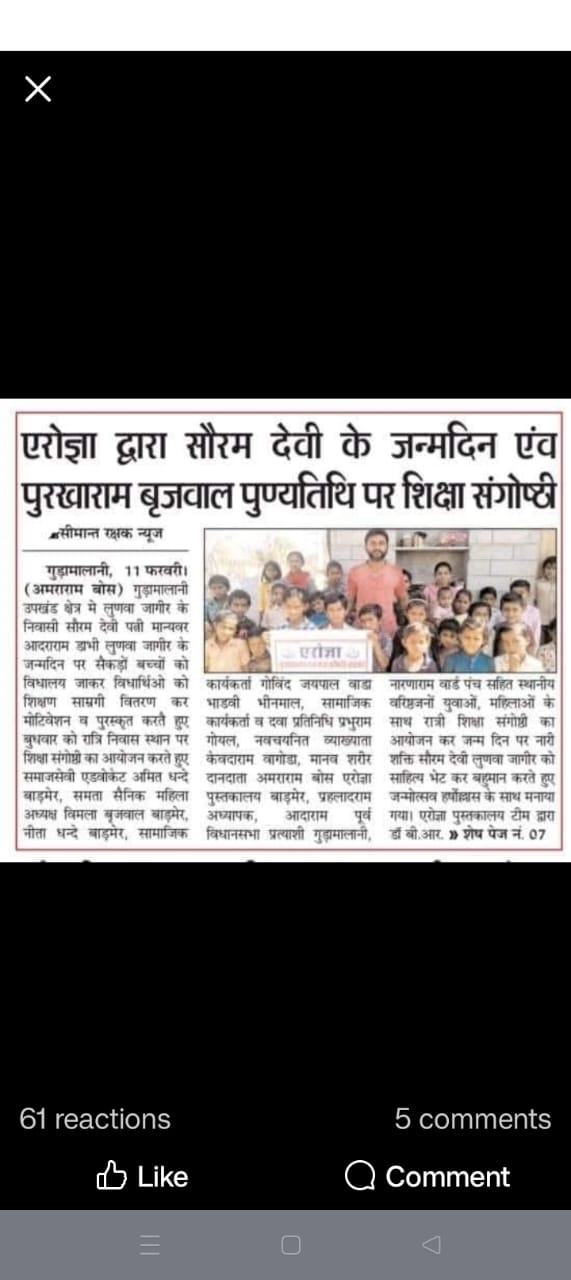 एरोज्ञा द्वारा सौरम देवी के जन्मदिन एंव
पुरखाराम बृजवाल पुण्यतिथि पर शिक्षा संगोष्ठी
सीमान्त रक्षक न्यूज
गुड़ामालानी, 11 फरवरी।
(अमराराम बोस) गुड़ामालानी
उपखंड क्षेत्र मे लुणवा जागीर के
निवासी सौरम देवी पत्नी मान्यवर
आदराराम डाभी लुणवा जागीर के
जन्मदिन पर सैकड़ों बच्चों को
विधालय जाकर विधार्थिओ को
शिक्षण सामग्री वितरण कर
मोटिवेशन व पुरस्कृत करते हुए
बुधवार को रात्रि निवास स्थान पर
शिक्षा संगोष्ठी का आयोजन करते हुए
समाजसेवी एडवोकेट अमित धन्दे
बाड़मेर, समता सैनिक महिला
अध्यक्ष विमला बृजवाल बाड़मेर,
नीता धन्दे बाड़मेर, सामाजिक
एरोज्ञा
कार्यकर्ता गोविंद जयपाल वाडा
भाडवी भीनमाल, सामाजिक
कार्यकर्ता व दवा प्रतिनिधि प्रभुराम
गोयल, नवचयनित व्याख्याता
केवदाराम वागोडा, मानव शरीर
दानदाता अमराराम बोस एरोज्ञा
पुस्तकालय बाड़मेर, प्रहलादराम
अध्यापक, आदाराम पूर्व
विधानसभा प्रत्याशी गुड़ामालानी,
नारणाराम वार्ड पंच सहित स्थानीय
वरिष्ठजनों युवाओं, महिलाओं के
साथ रात्री शिक्षा संगोष्ठी का
आयोजन कर जन्म दिन पर नारी
शक्ति सौरम देवी लुणवा जागीर को
साहित्य भेट कर बहुमान करते हुए
जन्मोत्सव हर्षोल्लास के साथ मनाया
गया। एरोज्ञा पुस्तकालय टीम द्वारा
डॉ बी.आर. » शेष पेज नं. 07
61 reactions
5 comments
Like
Comment